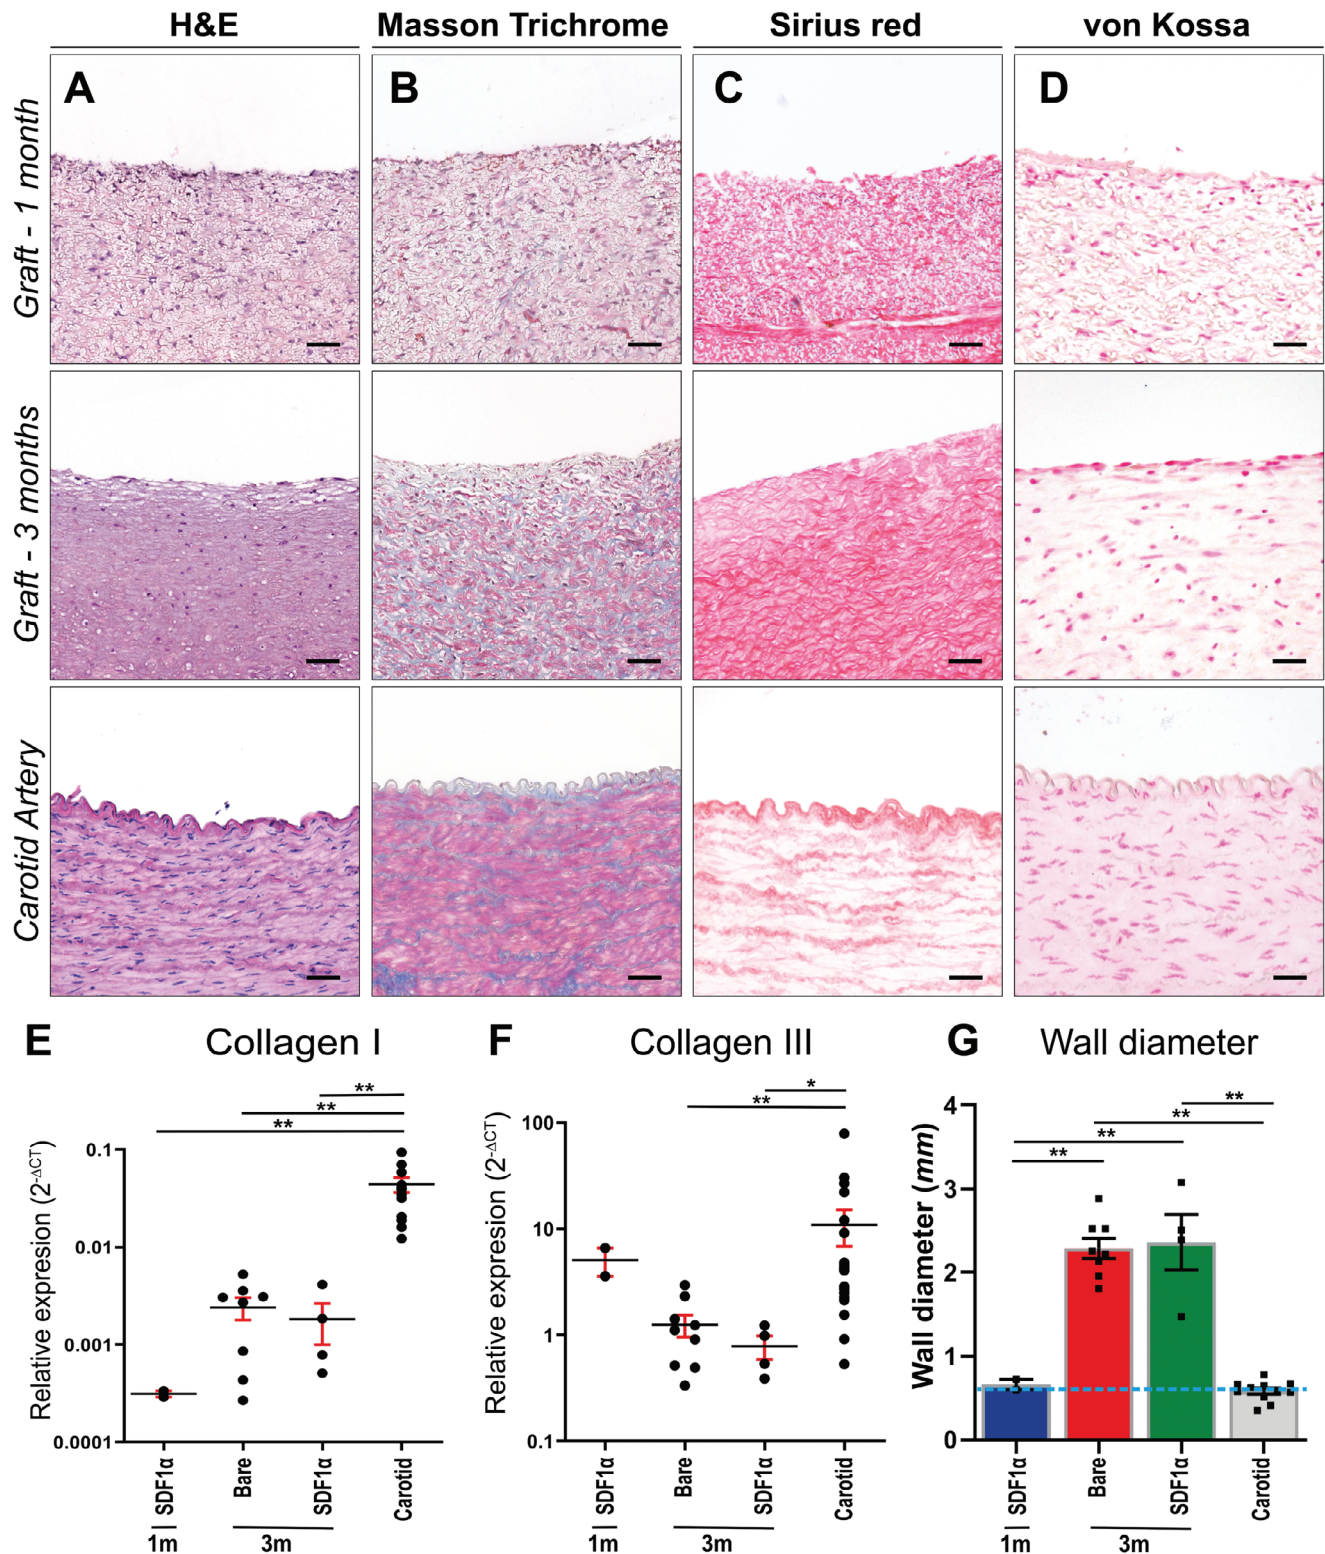 H&E
Masson Trichrome
Sirius red
von Kossa
Graft - 1 month
A
B
C
D
Graft - 3 months
Carotid Artery
E
Collagen I
**
**
**
Relative expresion (2-ΔCT)
0.1
0.01
0.001
0.0001
SDF1α
Bare
SDF1α
Carotid
1m
3m
F
Collagen III
*
**
Relative expresion (2-ΔCT)
100
10
1
0.1
SDF1α
Bare
SDF1α
Carotid
1m
3m
G
Wall diameter
**
**
**
**
Wall diameter (mm)
4
3
2
1
0
SDF1α
Bare
SDF1α
Carotid
1m
3m